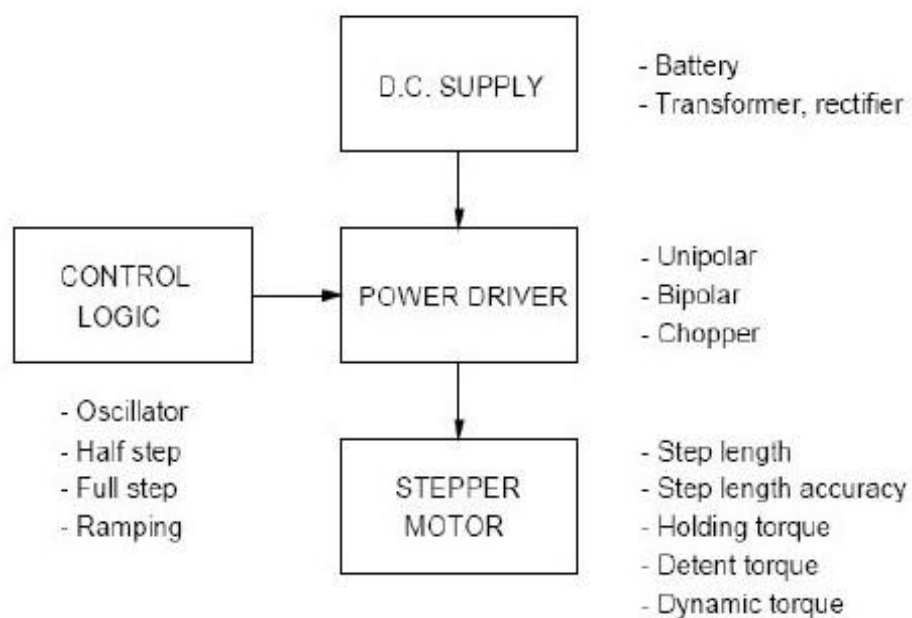 D.C. SUPPLY
- Battery
- Transformer, rectifier
CONTROL
LOGIC
- Oscillator
- Half step
- Full step
- Ramping
POWER DRIVER
- Unipolar
- Bipolar
- Chopper
STEPPER
MOTOR
- Step length
- Step length accuracy
- Holding torque
- Detent torque
- Dynamic torque